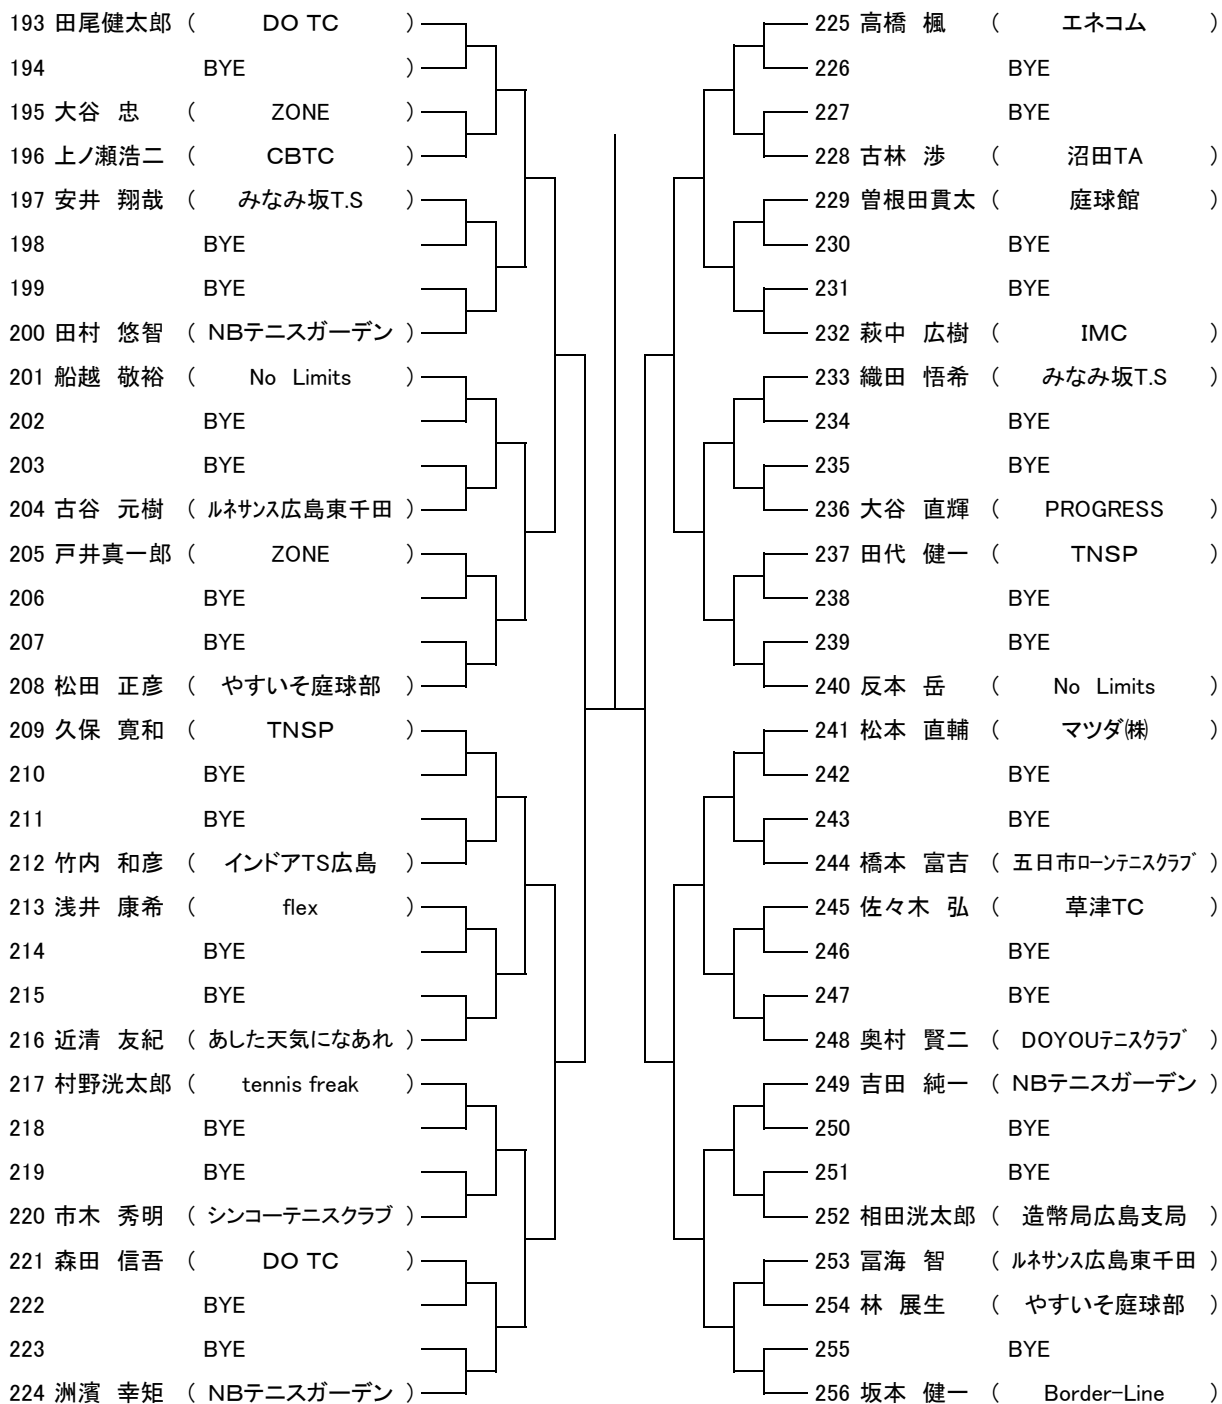 193 田尾健太郎 ( DO TC )
194 BYE )
195 大谷 忠 ( ZONE )
196 上ノ瀬浩二 ( CBTC )
197 安井 翔哉 ( みなみ坂T.S )
198 BYE
199 BYE
200 田村 悠智 ( NBテニスガーデン )
201 船越 敬裕 ( No Limits )
202 BYE
203 BYE
204 古谷 元樹 ( ﾙﾈｻﾝｽ広島東千田 )
205 戸井真一郎 ( ZONE )
206 BYE
207 BYE
208 松田 正彦 ( やすいそ庭球部 )
209 久保 寛和 ( TNSP )
210 BYE
211 BYE
212 竹内 和彦 ( インドアTS広島 )
213 浅井 康希 ( flex )
214 BYE
215 BYE
216 近清 友紀 ( あした天気になあれ )
217 村野洸太郎 ( tennis freak )
218 BYE
219 BYE
220 市木 秀明 ( シンコーテニスクラブ )
221 森田 信吾 ( DO TC )
222 BYE
223 BYE
224 洲濱 幸矩 ( NBテニスガーデン )
225 高橋 楓 ( エネコム )
226 BYE
227 BYE
228 古林 渉 ( 沼田TA )
229 曽根田貫太 ( 庭球館 )
230 BYE
231 BYE
232 萩中 広樹 ( IMC )
233 織田 悟希 ( みなみ坂T.S )
234 BYE
235 BYE
236 大谷 直輝 ( PROGRESS )
237 田代 健一 ( TNSP )
238 BYE
239 BYE
240 反本 岳 ( No Limits )
241 松本 直輔 ( マツダ㈱ )
242 BYE
243 BYE
244 橋本 富吉 ( 五日市ﾛｰﾝﾃﾆｽｸﾗﾌﾞ )
245 佐々木 弘 ( 草津TC )
246 BYE
247 BYE
248 奥村 賢二 ( DOYOUﾃﾆｽｸﾗﾌﾞ )
249 吉田 純一 ( NBテニスガーデン )
250 BYE
251 BYE
252 相田洸太郎 ( 造幣局広島支局 )
253 冨海 智 ( ﾙﾈｻﾝｽ広島東千田 )
254 林 展生 ( やすいそ庭球部 )
255 BYE
256 坂本 健一 ( Border-Line )